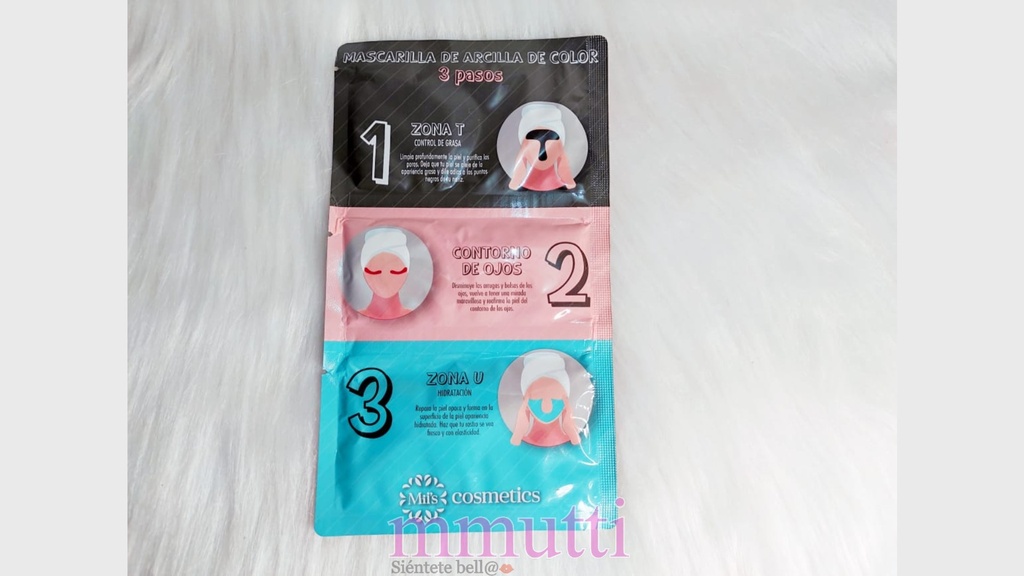 MASCARILLA DE ARCILLA DE COLOR
3 pasos
1
ZONA T
CONTROL DE GRASA
Limpia profundamente la piel y purifica los
poros. Deja que tu piel se aleje de la
apariencia grasa y dile adiós a los puntos
negros de tu nariz.
CONTORNO
DE OJOS
2
Disminuye las arrugas y bolsas de los
ojos, vuelve a tener una mirada
maravillosa y reafirma la piel del
contorno de los ojos.
3
ZONA U
HIDRATACIÓN
Repara la piel opaca y forma en la
superficie de la piel apariencia
hidratada. Haz que tu rostro se vea
fresco y con elasticidad.
Mil's cosmetics
mmutti
Siéntete bell@